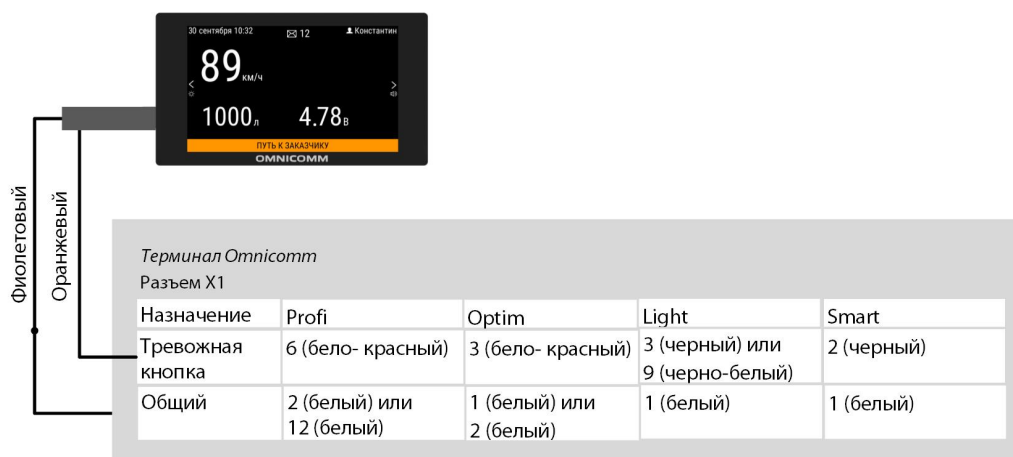 30 сентября 10:32 12 Константин
89 км/ч
1000 л 4.78 В
ПУТЬ К ЗАКАЗЧИКУ
OMNICOMM
Фиолетовый
Оранжевый
Терминал Omnicomm
Разъем X1
Назначение Profi Optim Light Smart
Тревожная кнопка 6 (бело- красный) 3 (бело- красный) 3 (черный) или 9 (черно-белый) 2 (черный)
Общий 2 (белый) или 12 (белый) 1 (белый) или 2 (белый) 1 (белый) 1 (белый)